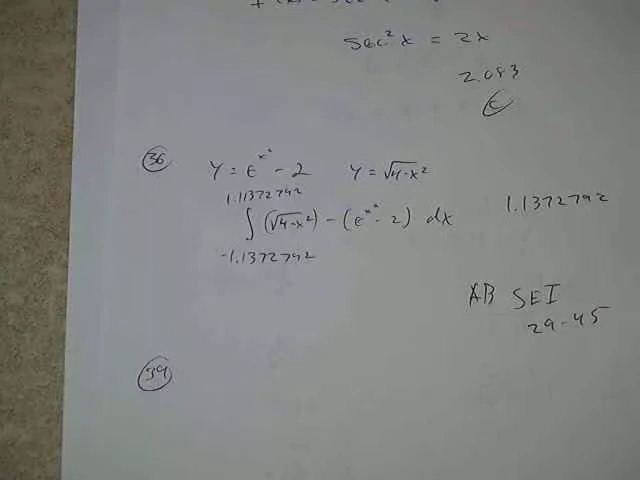 sec²x = 2x
2.083
36 y = e^x² - 2 y = √4-x²
1.1372792
∫ (√4-x²) - (e^x² - 2) dx 1.1372792
-1.1372792
AB SEI
29-45
39